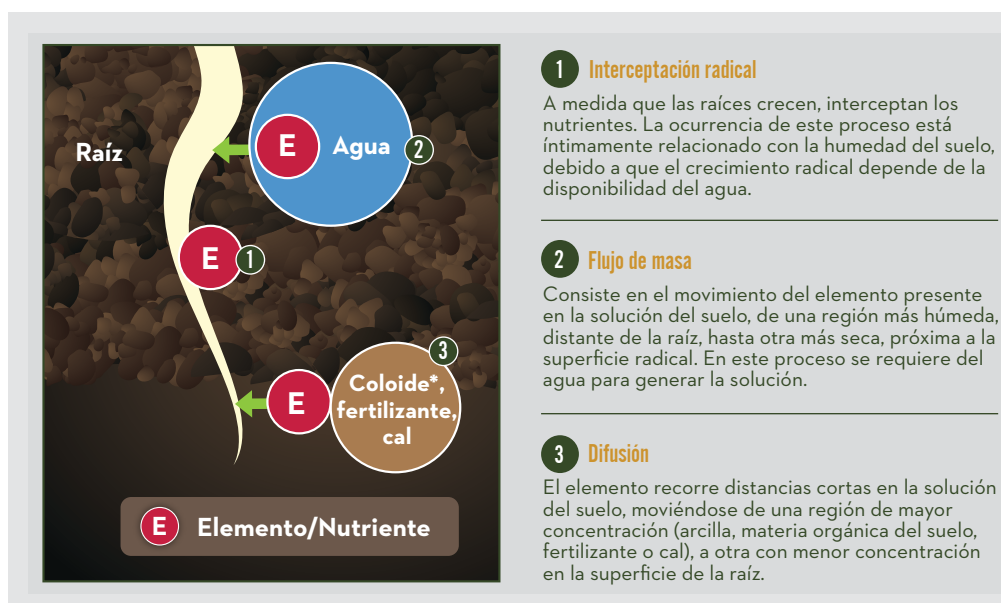 Raíz
E
Agua
2
E
1
3
E
Coloide*,
fertilizante,
cal
E
Elemento/Nutriente
1
Interceptación radical
A medida que las raíces crecen, interceptan los
nutrientes. La ocurrencia de este proceso está
íntimamente relacionado con la humedad del suelo,
debido a que el crecimiento radical depende de la
disponibilidad del agua.
2
Flujo de masa
Consiste en el movimiento del elemento presente
en la solución del suelo, de una región más húmeda,
distante de la raíz, hasta otra más seca, próxima a la
superficie radical. En este proceso se requiere del
agua para generar la solución.
3
Difusión
El elemento recorre distancias cortas en la solución
del suelo, moviéndose de una región de mayor
concentración (arcilla, materia orgánica del suelo,
fertilizante o cal), a otra con menor concentración
en la superficie de la raíz.